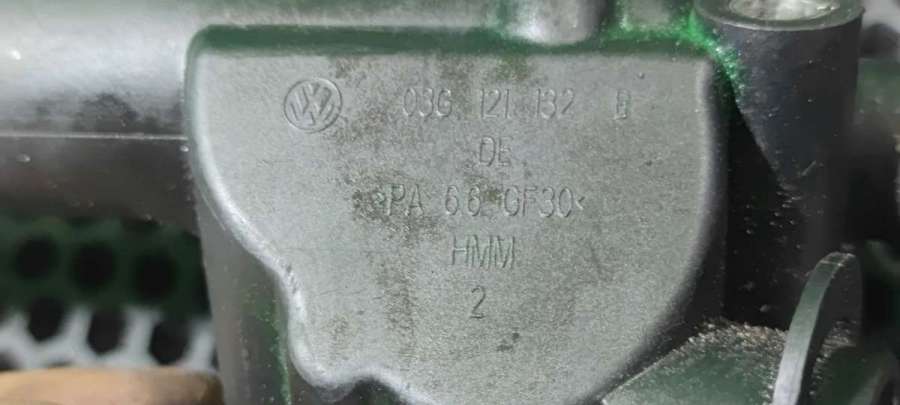 03G 121 132 B
DE
>PA 66 GF30<
HMM
2